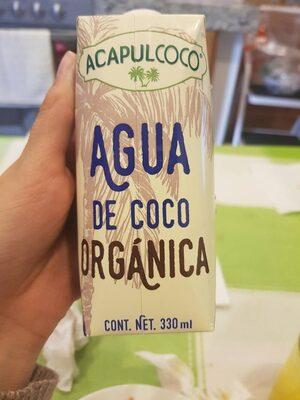 ACAPULCOCO
AGUA
DE COCO
ORGÁNICA
CONT. NET. 330 ml